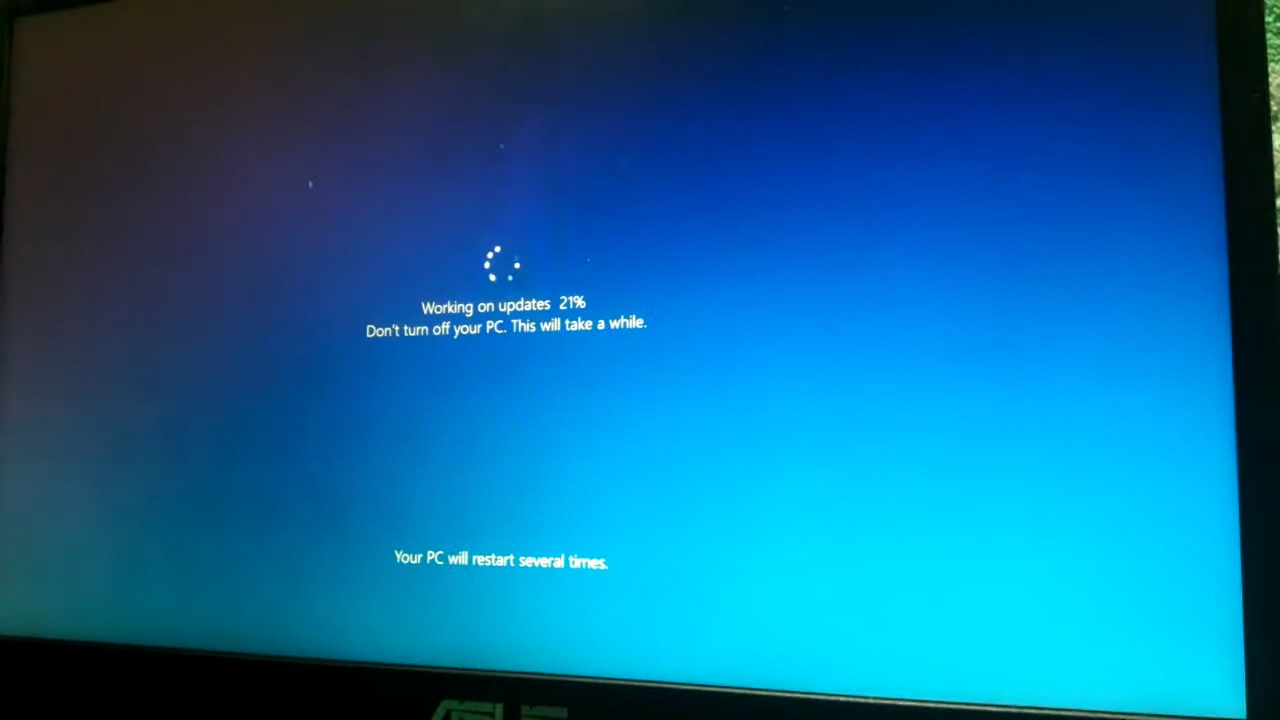 Working on updates 21%
Don't turn off your PC. This will take a while.
Your PC will restart several times.